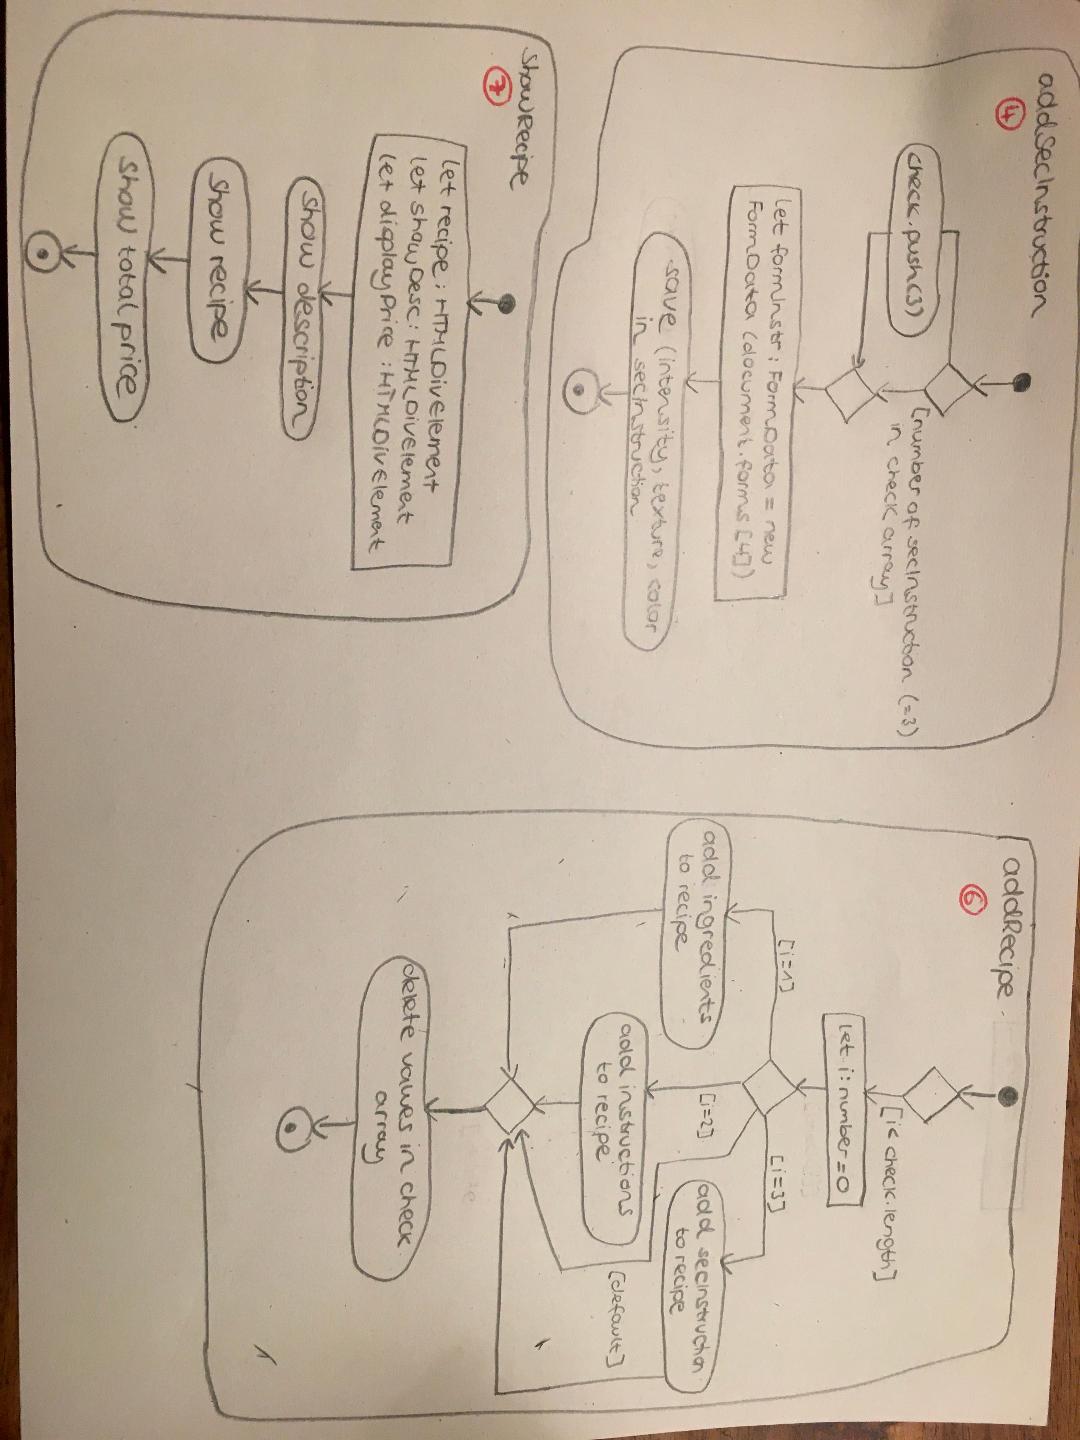 addSecInstruction
4
check.push(3)
[number of secInstruction (=3)
in check array]
let formInstr : FormData = new
FormData (document.forms [4])
save (intensity, texture, color
in secInstruction
showRecipe
7
let recipe : HTMLDivElement
let showDesc : HTMLDivElement
let displayPrice : HTMLDivElement
show description
show recipe
show total price
addRecipe
6
[i< check.length]
let i : number = 0
[i=1]
[i=3]
add ingredients
to recipe
[i=2]
add secInstruction
to recipe
add instructions
to recipe
[default]
delete values in check
array